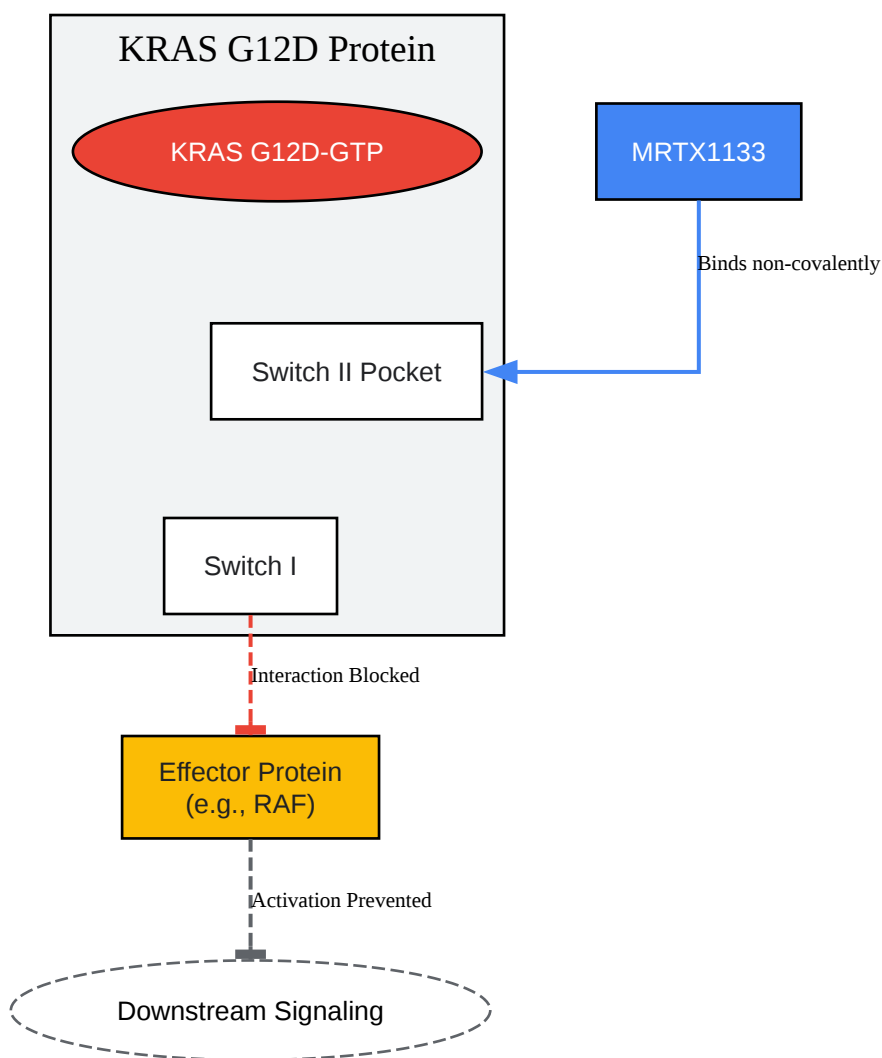 KRAS G12D Protein
KRAS G12D-GTP
MRTX1133
Binds non-covalently
Switch II Pocket
Switch I
Interaction Blocked
Effector Protein
(e.g., RAF)
Activation Prevented
Downstream Signaling